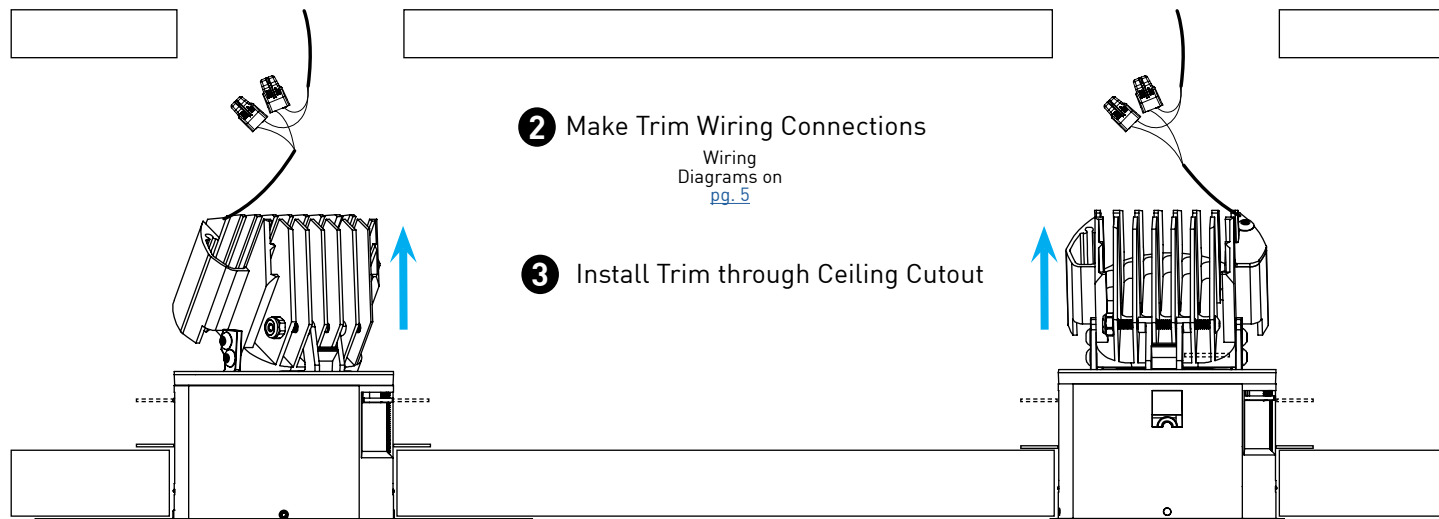 2 Make Trim Wiring Connections
Wiring
Diagrams on
pg. 5
3 Install Trim through Ceiling Cutout